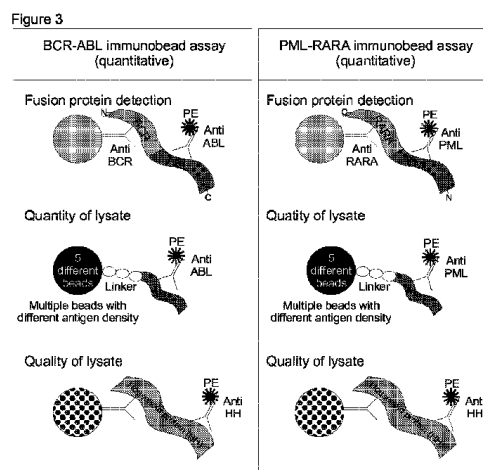 Figure 3
BCR-ABL immunobead assay
(quantitative)
Fusion protein detection
N
BCR
PE
Anti
ABL
Anti
BCR
C
Quantity of lysate
5
different
beads
Linker
PE
Anti
ABL
Multiple beads with
different antigen density
Quality of lysate
PE
Anti
HH
PML-RARA immunobead assay
(quantitative)
Fusion protein detection
C
RARA
PE
Anti
PML
Anti
RARA
N
Quatity of lysate
5
different
beads
Linker
PE
Anti
PML
Multiple beads with
different antigen density
Quality of lysate
PE
Anti
HH